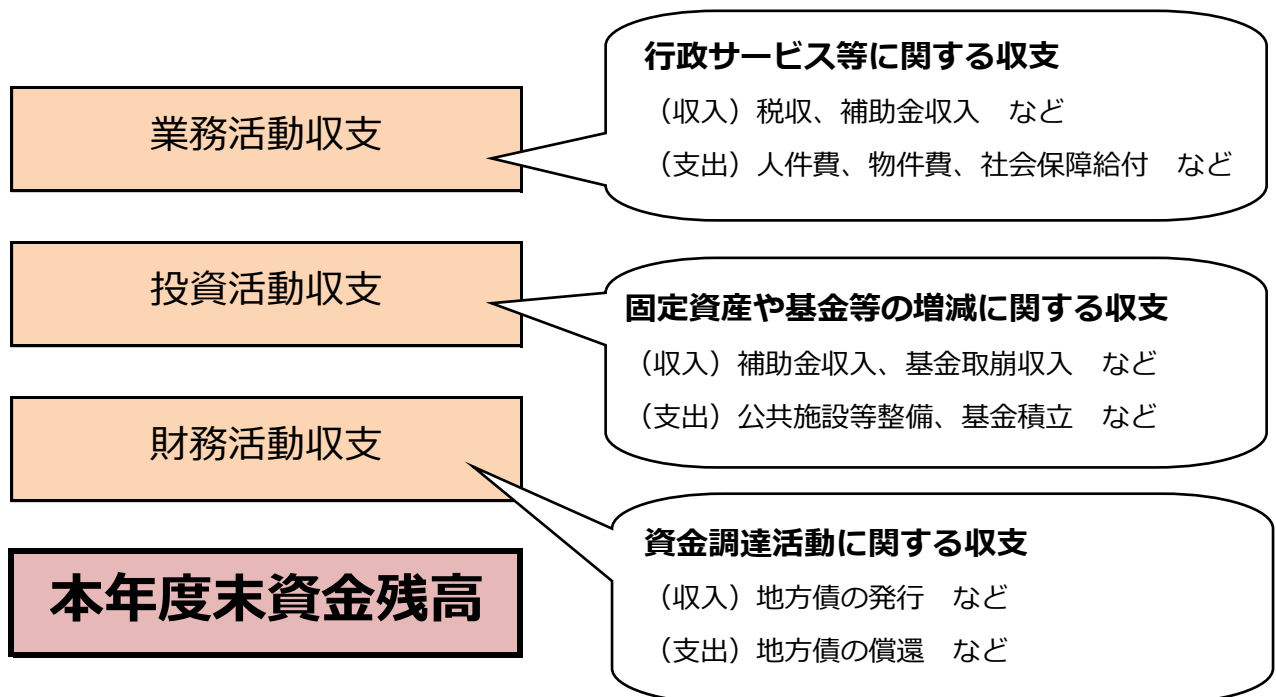 業務活動収支
行政サービス等に関する収支
（収入）税収、補助金収入　など
（支出）人件費、物件費、社会保障給付　など
投資活動収支
固定資産や基金等の増減に関する収支
（収入）補助金収入、基金取崩収入　など
（支出）公共施設等整備、基金積立　など
財務活動収支
資金調達活動に関する収支
（収入）地方債の発行　など
（支出）地方債の償還　など
本年度末資金残高